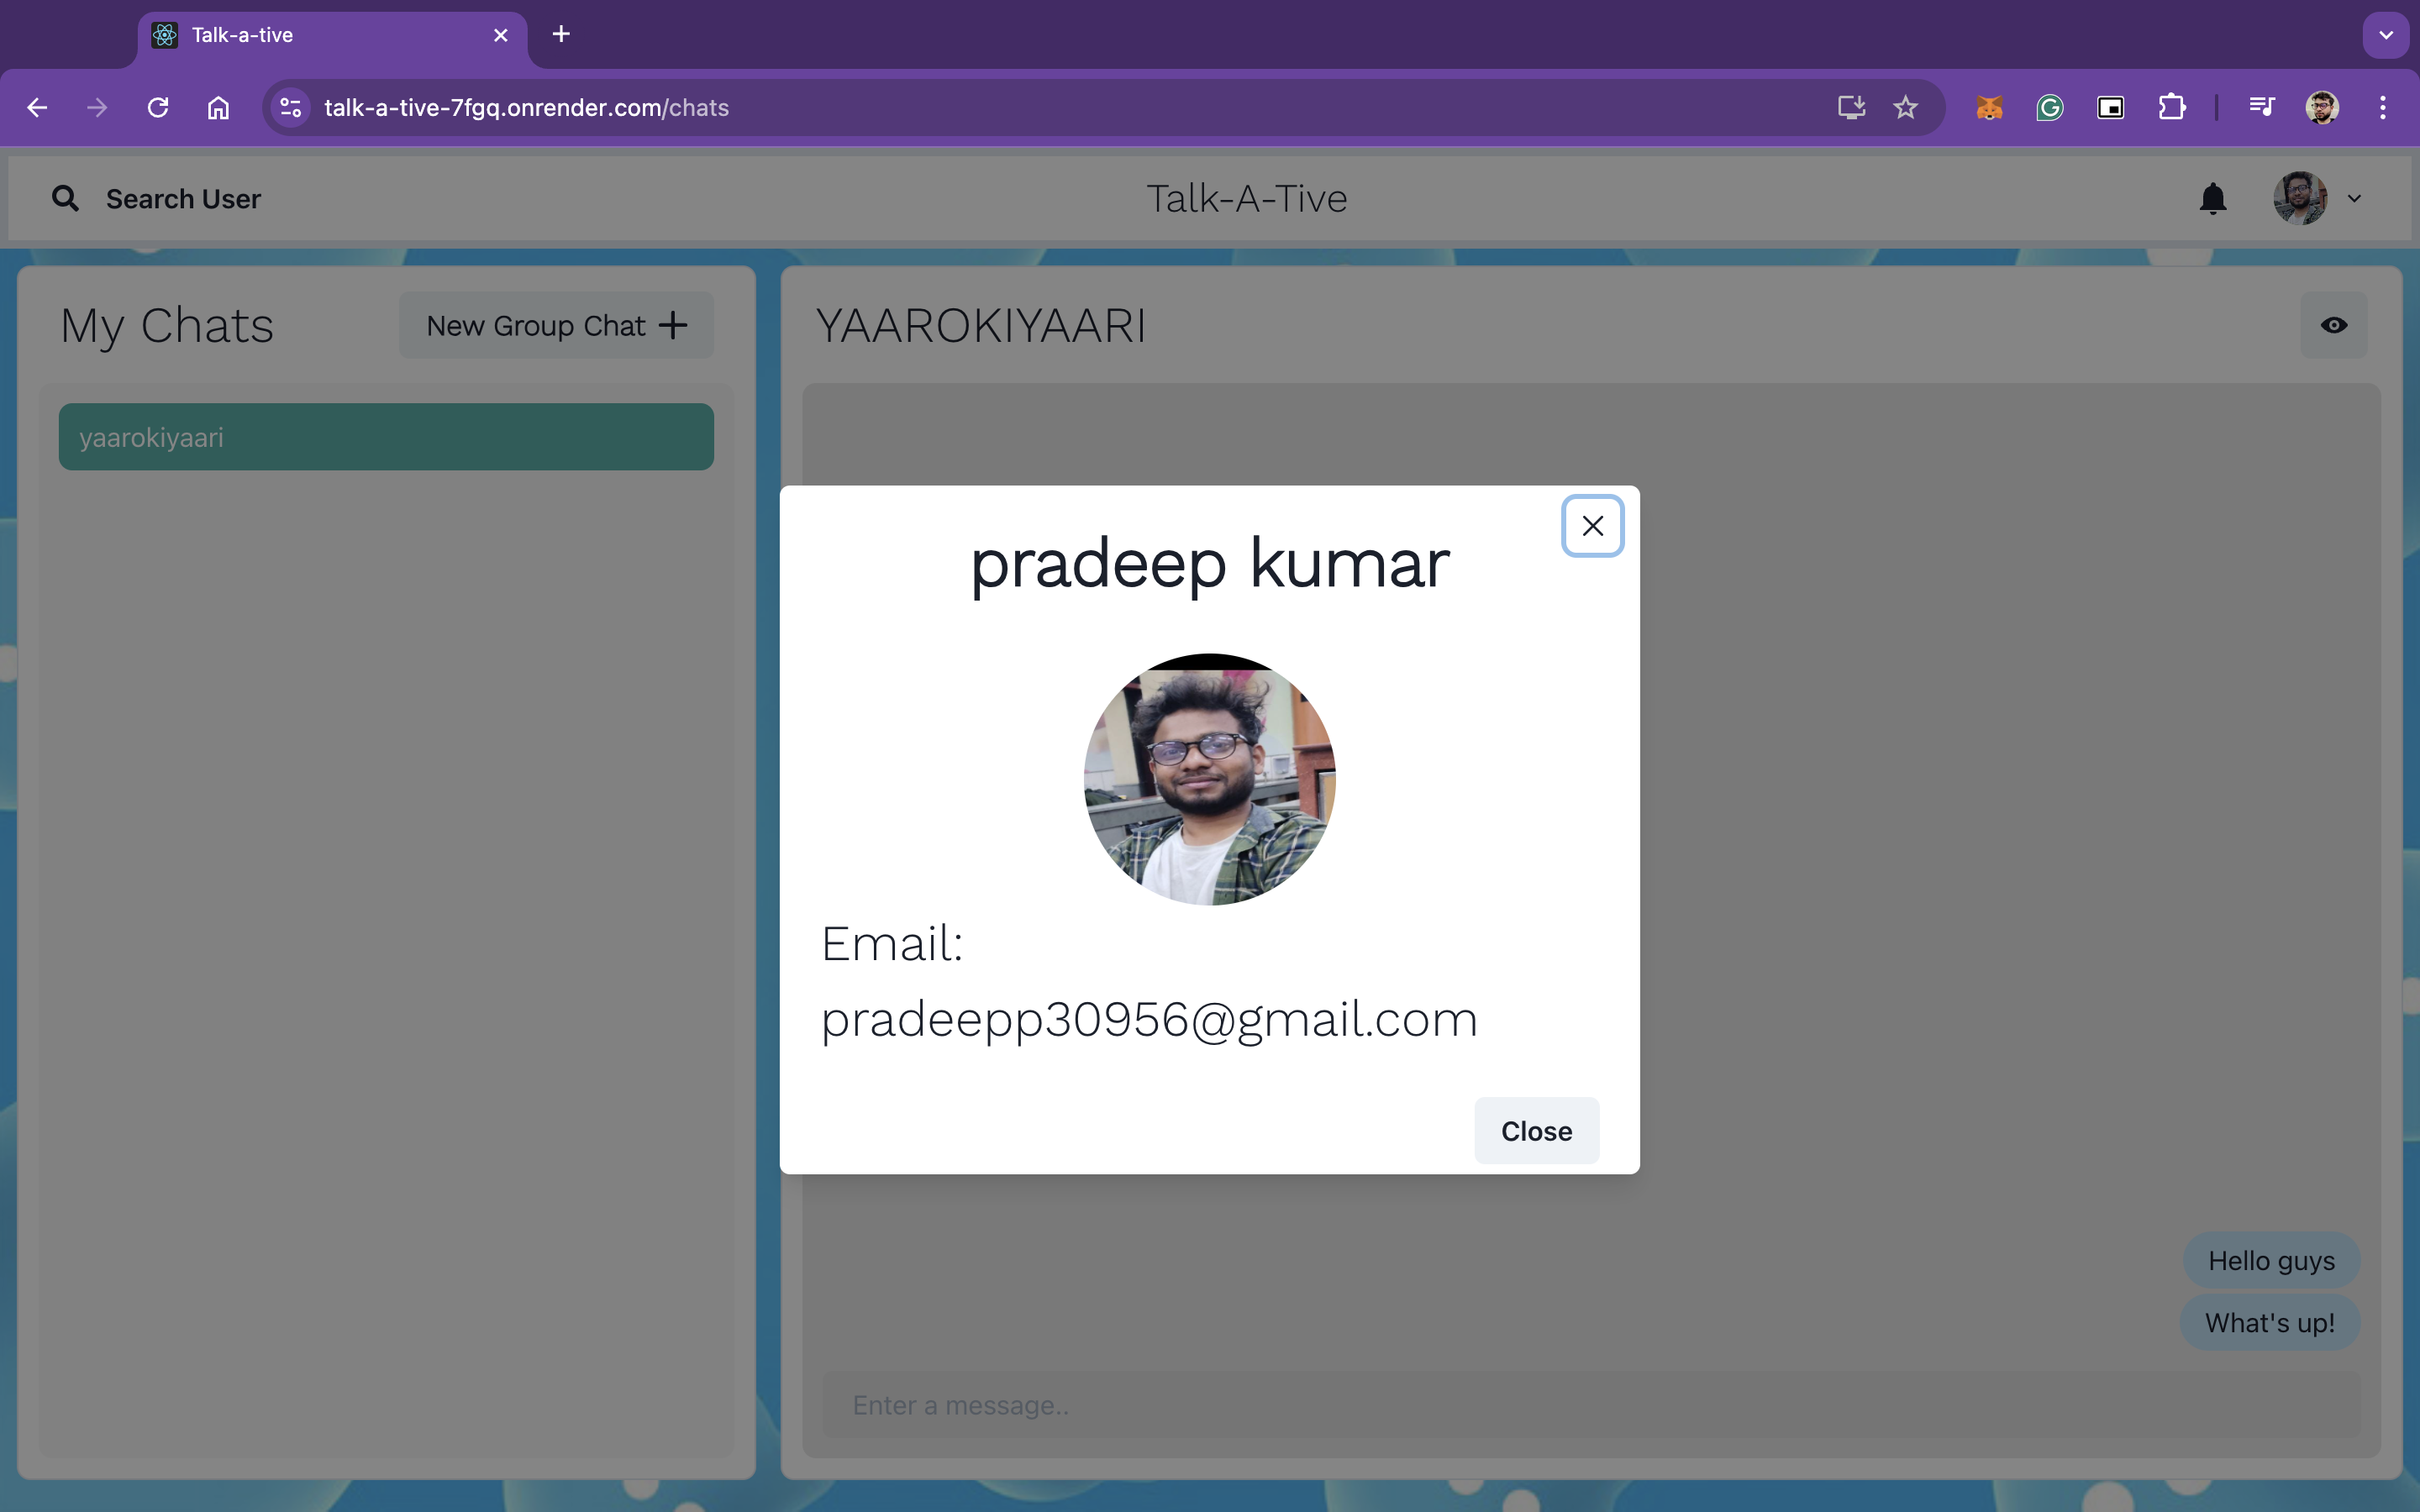 Talk-a-tive
talk-a-tive-7fgq.onrender.com/chats
Search User
Talk-A-Tive
My Chats
New Group Chat
YAAROKIYAARI
yaarokiyaari
pradeep kumar
Email:
pradeepp30956@gmail.com
Close
Hello guys
What's up!
Enter a message..